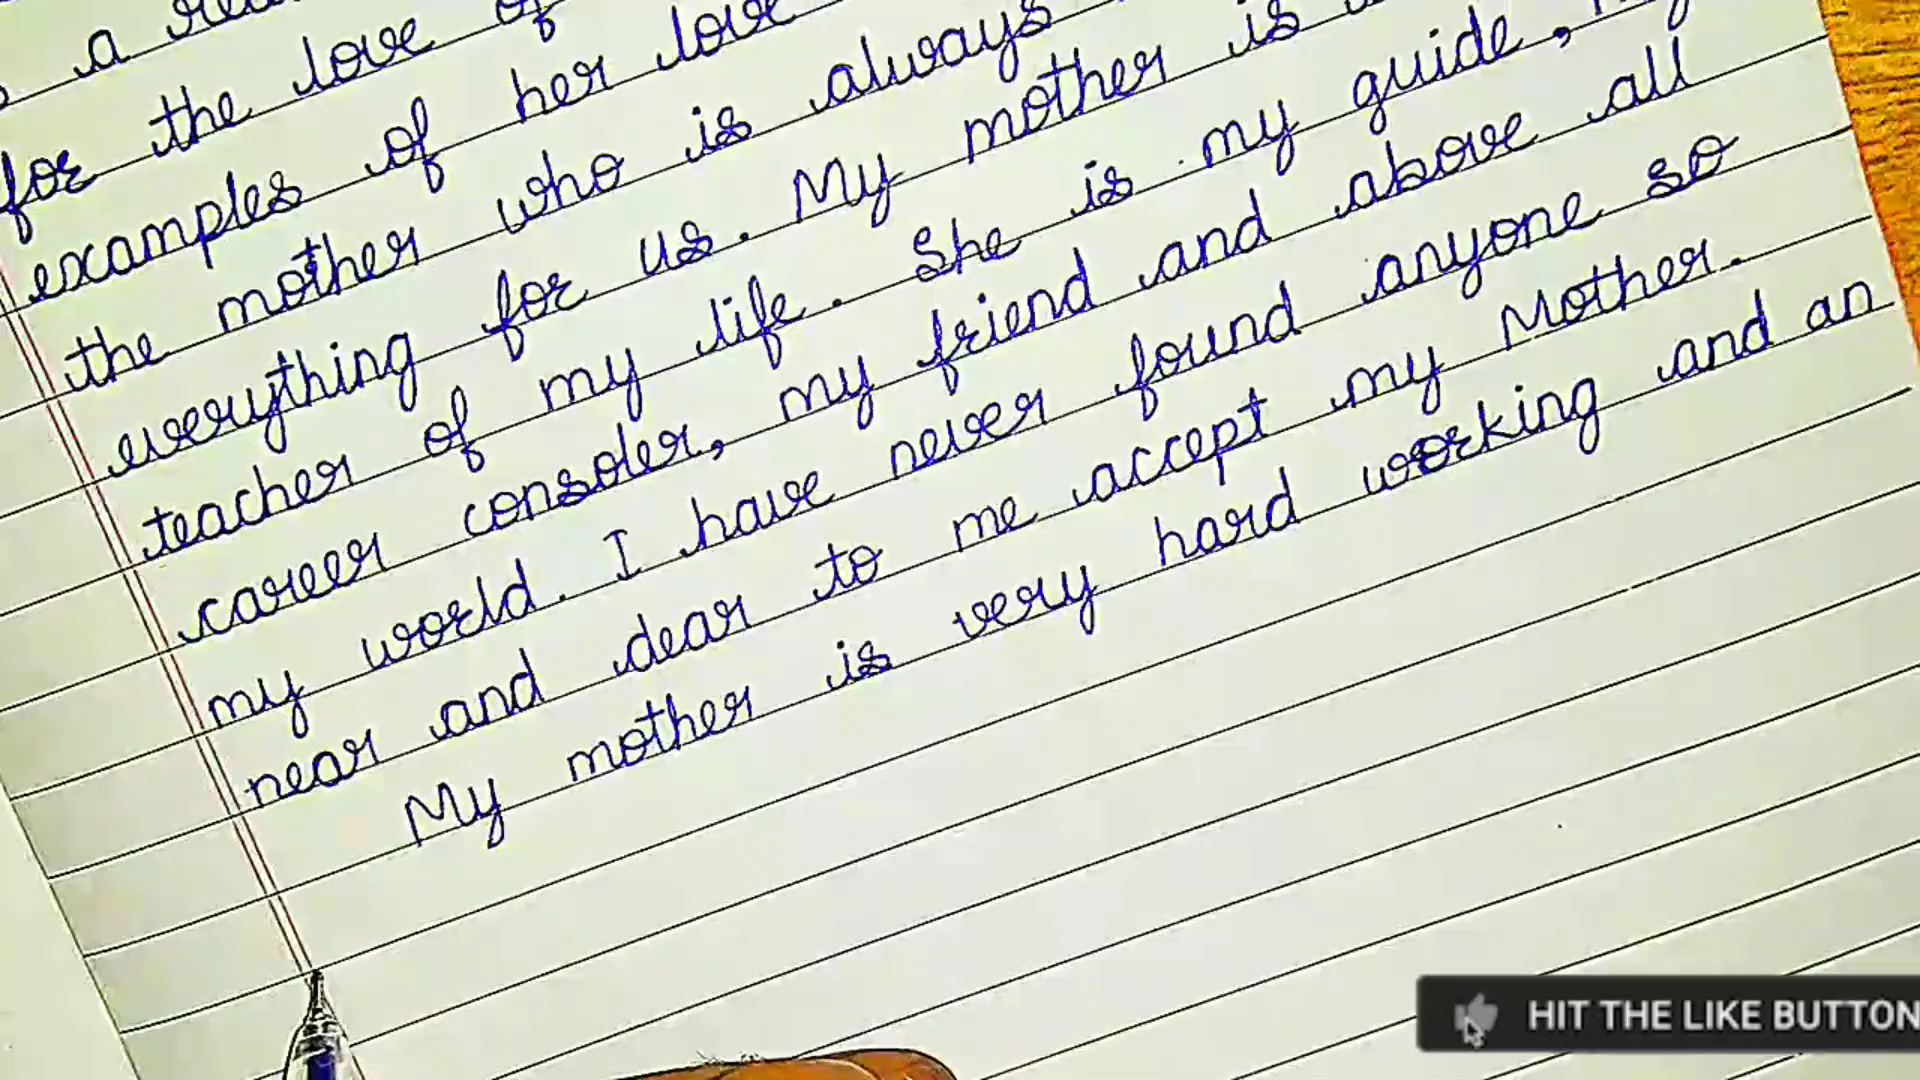 a
for the love of
examples of her love
the mother who is always
everything for us. My mother is
teacher of my life. She is my guide,
career consoler, my friend and above all
my world. I have never found anyone so
near and dear to me accept my Mother.
My mother is very hard working and an
HIT THE LIKE BUTTON